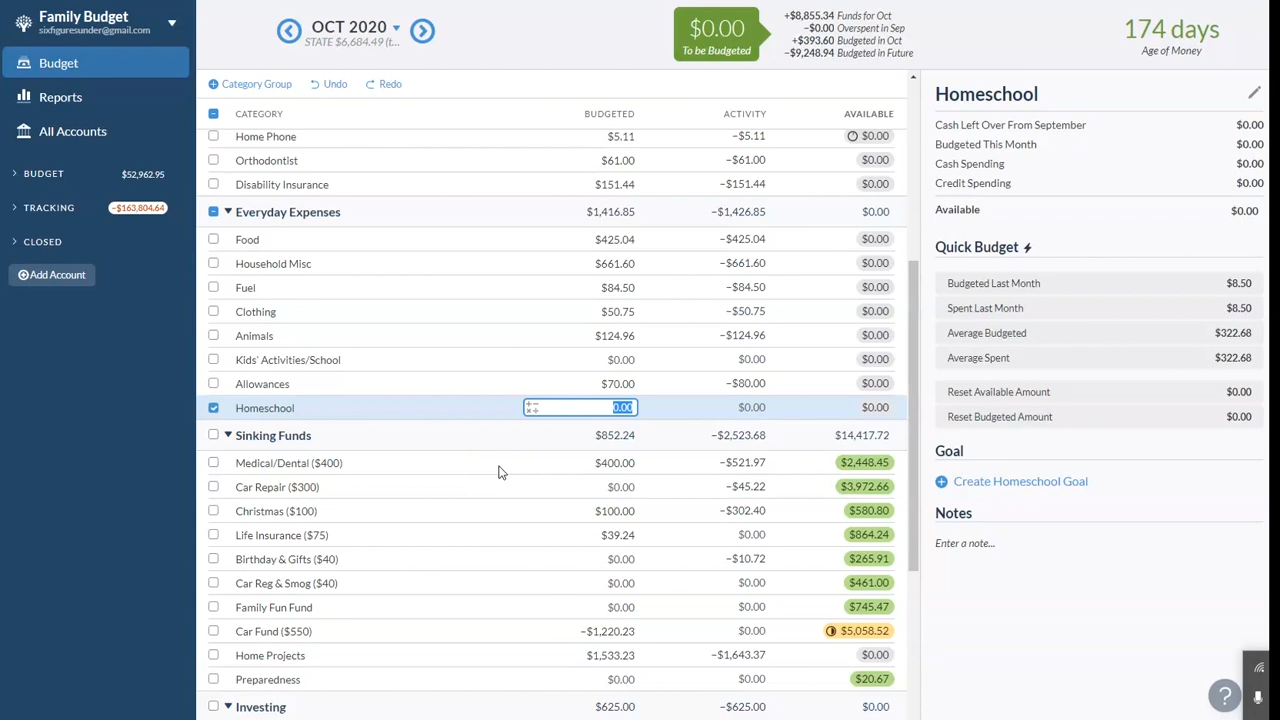 Family Budget
sixfiguresunder@gmail.com
Budget
Reports
All Accounts
BUDGET $52,962.95
TRACKING −$163,804.64
CLOSED
Add Account
OCT 2020
STATE $6,684.49 (t...
$0.00
To be Budgeted
+$8,855.34 Funds for Oct
−$0.00 Overspent in Sep
+$393.60 Budgeted in Oct
−$9,248.94 Budgeted in Future
174 days
Age of Money
Category Group Undo Redo
CATEGORY BUDGETED ACTIVITY AVAILABLE
Home Phone $5.11 −$5.11 $0.00
Orthodontist $61.00 −$61.00 $0.00
Disability Insurance $151.44 −$151.44 $0.00
Everyday Expenses $1,416.85 −$1,426.85 $0.00
Food $425.04 −$425.04 $0.00
Household Misc $661.60 −$661.60 $0.00
Fuel $84.50 −$84.50 $0.00
Clothing $50.75 −$50.75 $0.00
Animals $124.96 −$124.96 $0.00
Kids' Activities/School $0.00 $0.00 $0.00
Allowances $70.00 −$80.00 $0.00
Homeschool 0.00 $0.00 $0.00
Sinking Funds $852.24 −$2,523.68 $14,417.72
Medical/Dental ($400) $400.00 −$521.97 $2,448.45
Car Repair ($300) $0.00 −$45.22 $3,972.66
Christmas ($100) $100.00 −$302.40 $580.80
Life Insurance ($75) $39.24 $0.00 $864.24
Birthday & Gifts ($40) $0.00 −$10.72 $265.91
Car Reg & Smog ($40) $0.00 $0.00 $461.00
Family Fun Fund $0.00 $0.00 $745.47
Car Fund ($550) −$1,220.23 $0.00 $5,058.52
Home Projects $1,533.23 −$1,643.37 $0.00
Preparedness $0.00 $0.00 $20.67
Investing $625.00 −$625.00 $0.00
Homeschool
Cash Left Over From September $0.00
Budgeted This Month $0.00
Cash Spending $0.00
Credit Spending $0.00
Available $0.00
Quick Budget
Budgeted Last Month $8.50
Spent Last Month $8.50
Average Budgeted $322.68
Average Spent $322.68
Reset Available Amount $0.00
Reset Budgeted Amount $0.00
Goal
Create Homeschool Goal
Notes
Enter a note...
?